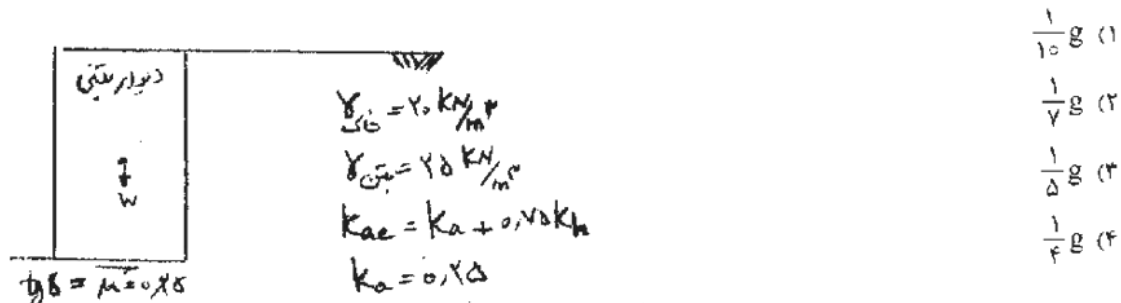 دیوار بتنی
W
tg δ = μ = ۰٫۲۵
γخاک = ۲۰ kN/m³
γبتن = ۲۵ kN/m³
kae = ka + ۰٫۷۵kh
ka = ۰٫۲۵
۱) ۱/۱۰ g
۲) ۱/۷ g
۳) ۱/۵ g
۴) ۱/۴ g